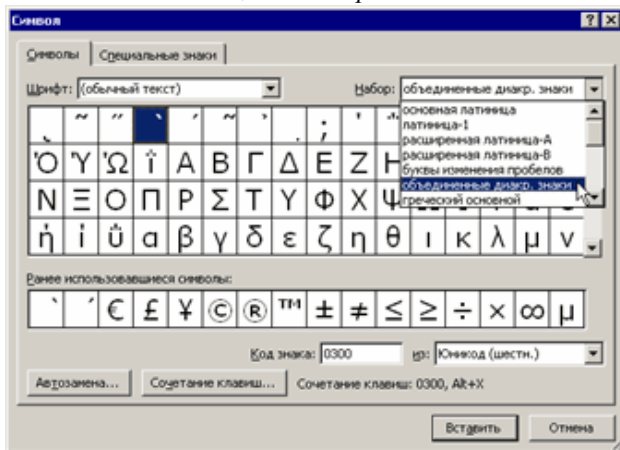 Символ
Символы Специальные знаки
Шрифт: (обычный текст) Набор: объединенные диакр. знаки
основная латиница
латиница-1
расширенная латиница-A
расширенная латиница-B
буквы изменения пробелов
объединенные диакр. знаки
греческий основной
Ό Ύ Ώ ΐ Α Β Γ Δ Ε Ζ Η
Ν Ξ Ο Π Ρ Σ Τ Υ Φ Χ Ψ
ή ί ΰ α β γ δ ε ζ η θ ι κ λ μ ν
Ранее использовавшиеся символы:
` ´ € £ ¥ © ® ™ ± ≠ ≤ ≥ ÷ × ∞ µ
Код знака: 0300 из: Юникод (шестн.)
Автозамена... Сочетание клавиш... Сочетание клавиш: 0300, Alt+X
Вставить Отмена